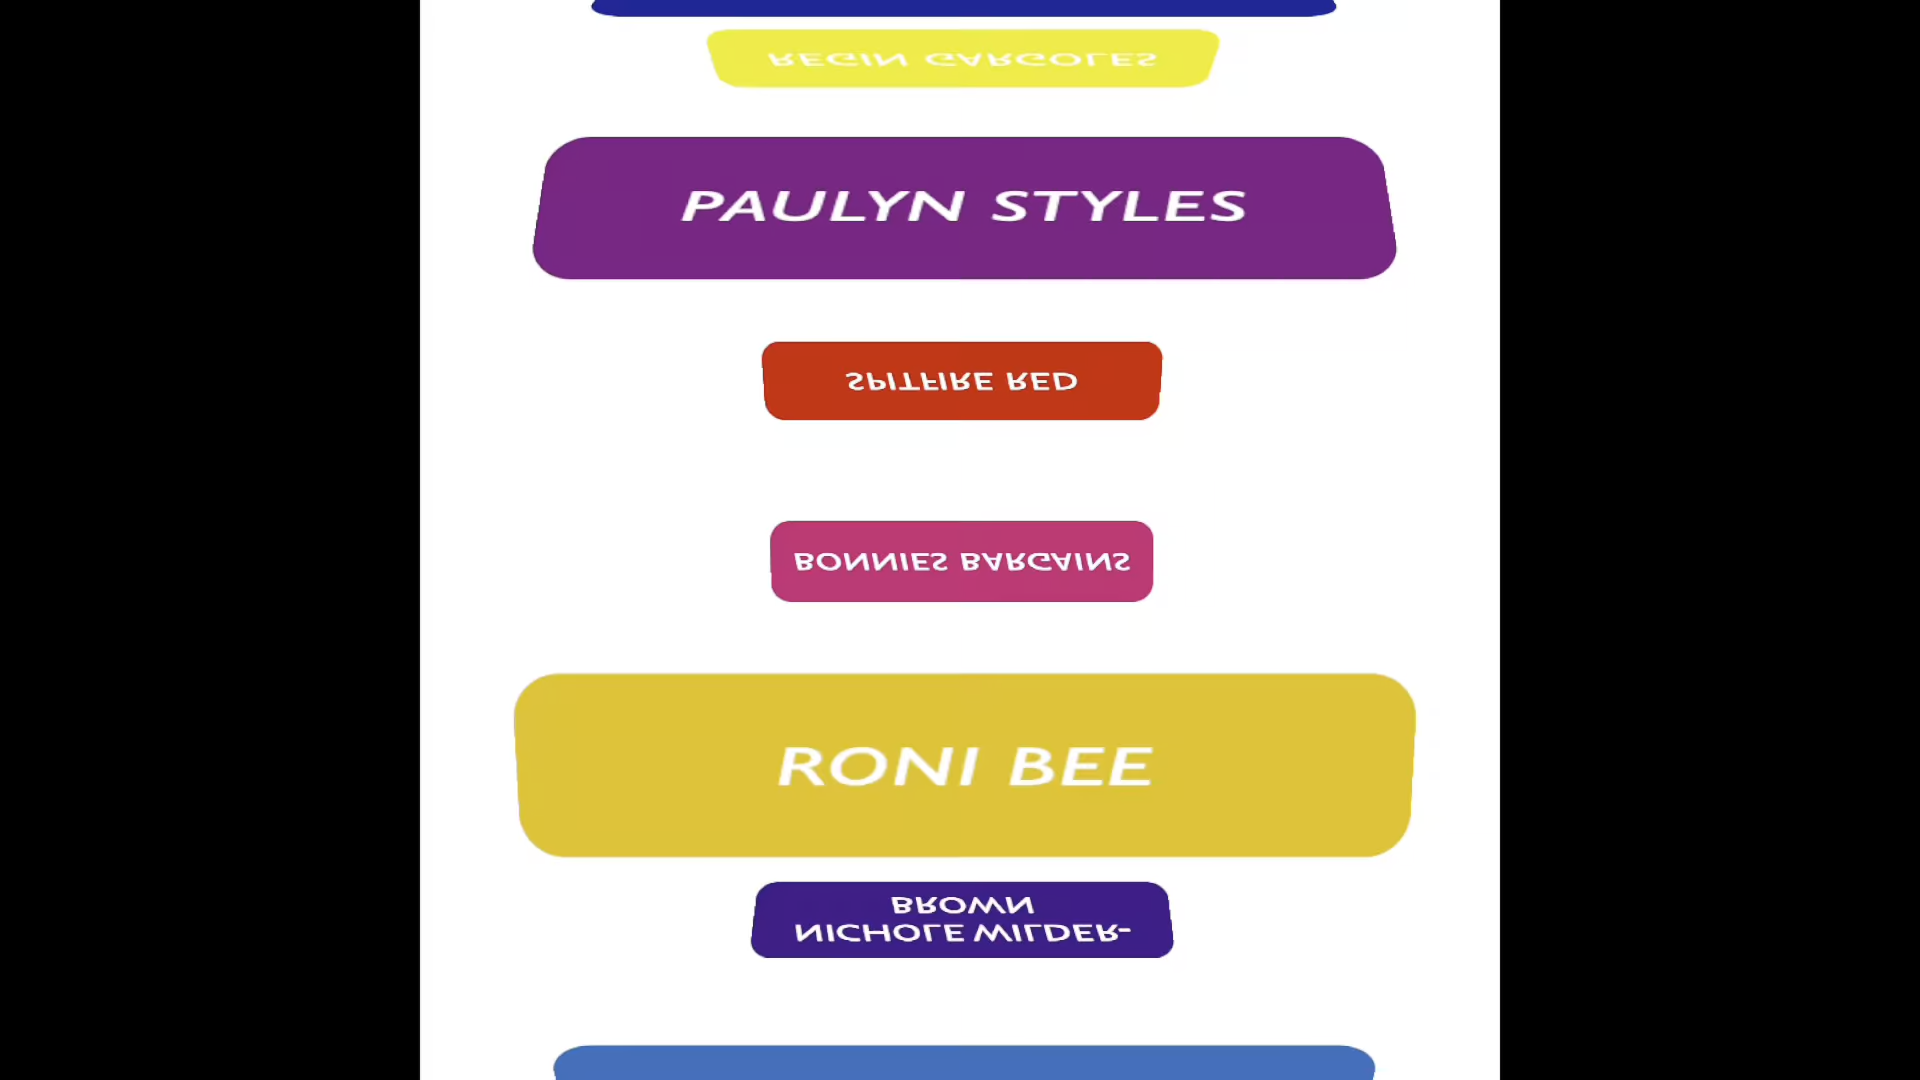 REGIN GARGOLES
PAULYN STYLES
SPITFIRE RED
BONNIES BARGAINS
RONI BEE
NICHOLE WILDER-
BROWN